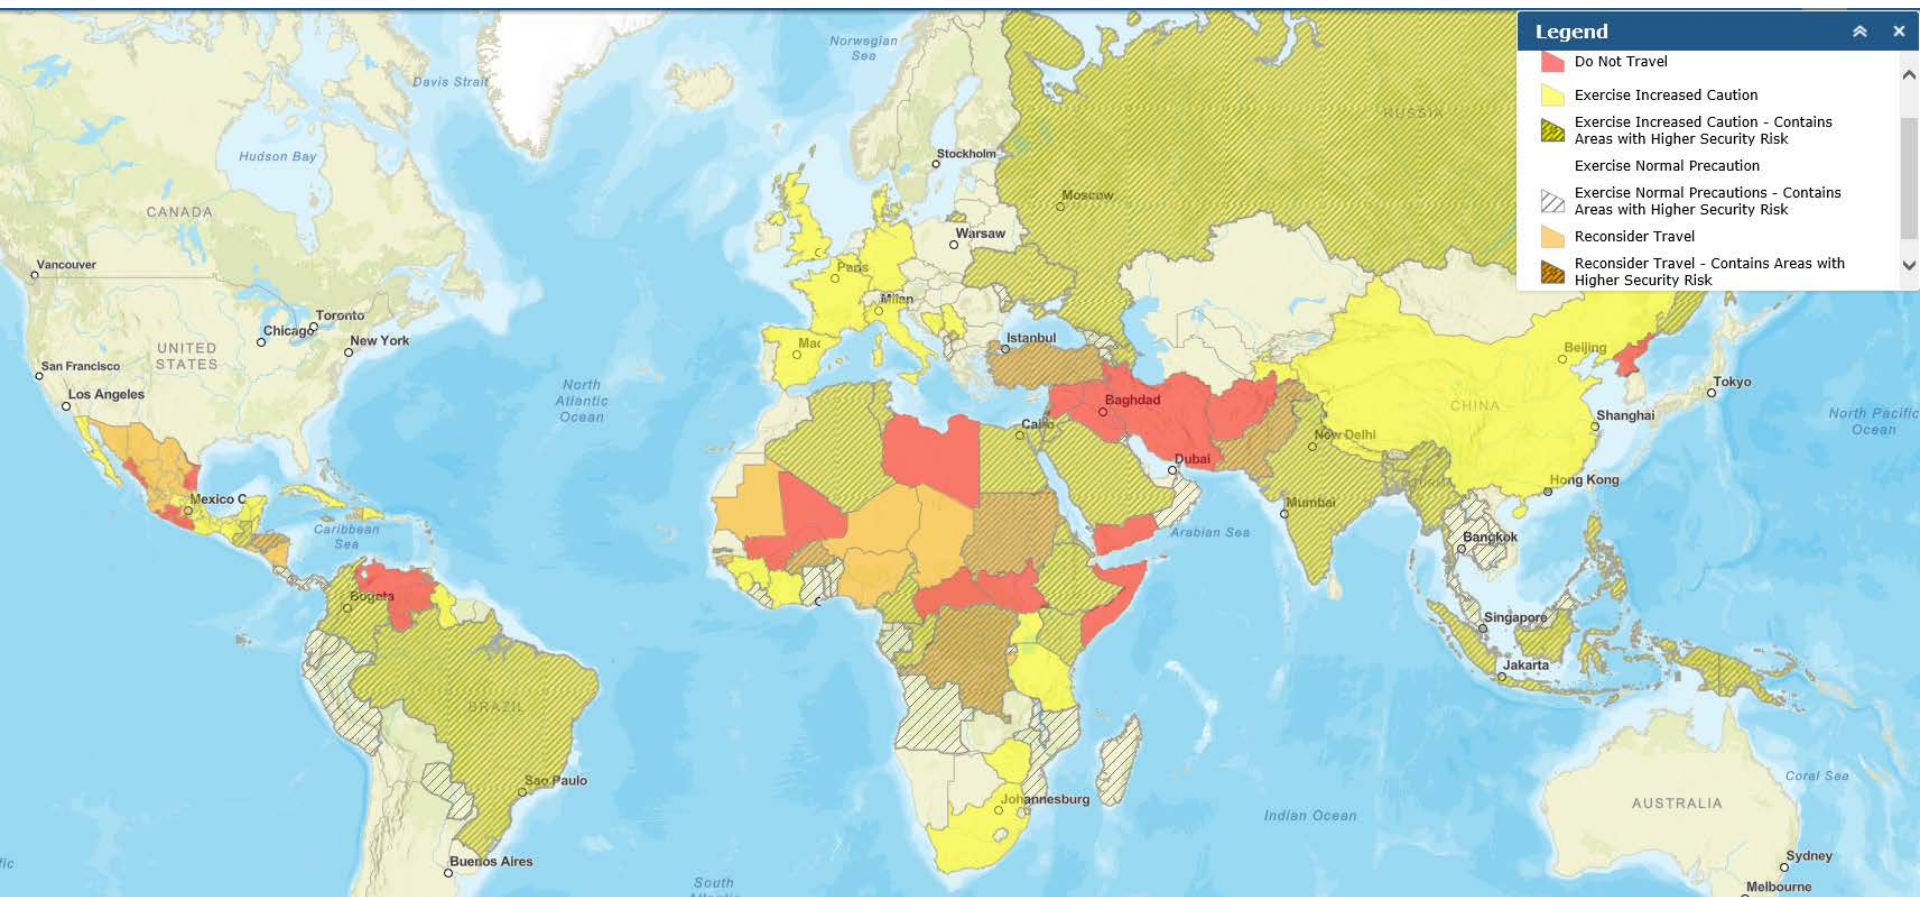 Legend
Do Not Travel
Exercise Increased Caution
Exercise Increased Caution - Contains
Areas with Higher Security Risk
Exercise Normal Precaution
Exercise Normal Precautions - Contains
Areas with Higher Security Risk
Reconsider Travel
Reconsider Travel - Contains Areas with
Higher Security Risk
Norwegian
Sea
Davis Strait
RUSSIA
Hudson Bay
Stockholm
Moscow
CANADA
Warsaw
Vancouver
Paris
Milan
Toronto
Chicago
New York
UNITED
STATES
Istanbul
Mac
Beijing
San Francisco
Los Angeles
North
Atlantic
Ocean
Tokyo
Baghdad
CHINA
Shanghai
North Pacific
Ocean
Cairo
New Delhi
Dubai
Hong Kong
Mexico C
Mumbai
Caribbean
Sea
Arabian Sea
Bangkok
Bogota
Singapore
Jakarta
BRAZIL
Sao Paulo
Coral Sea
Johannesburg
AUSTRALIA
Indian Ocean
Buenos Aires
fic
Sydney
South
Melbourne